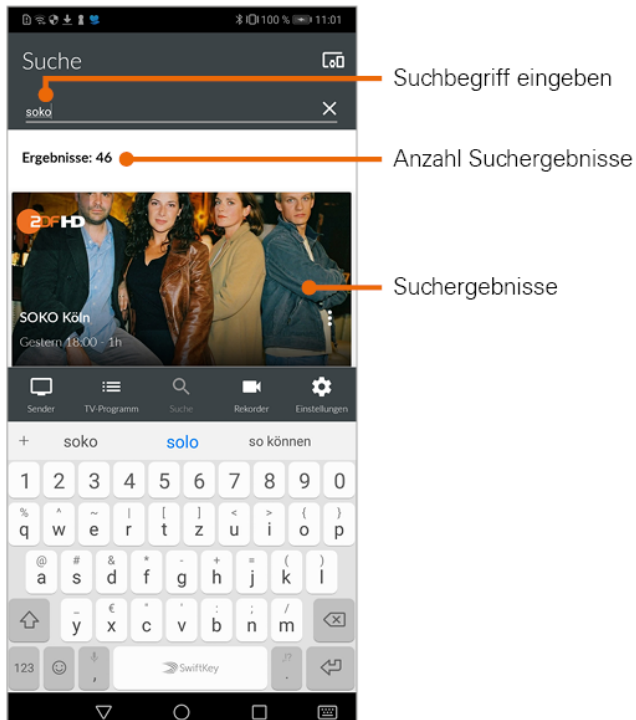 100 % 11:01
Suche
soko
Suchbegriff eingeben
Ergebnisse: 46
Anzahl Suchergebnisse
ZDF HD
Suchergebnisse
SOKO Köln
Gestern 18:00 - 1h
Sender TV-Programm Suche Rekorder Einstellungen
+ soko solo so können
1 2 3 4 5 6 7 8 9 0
% ^ ~ | [ ] < > { }
q w e r t z u i o p
@ # & * - + = ( )
a s d f g h j k l
_ € " ' : ; /
y x c v b n m
123 , SwiftKey !? .